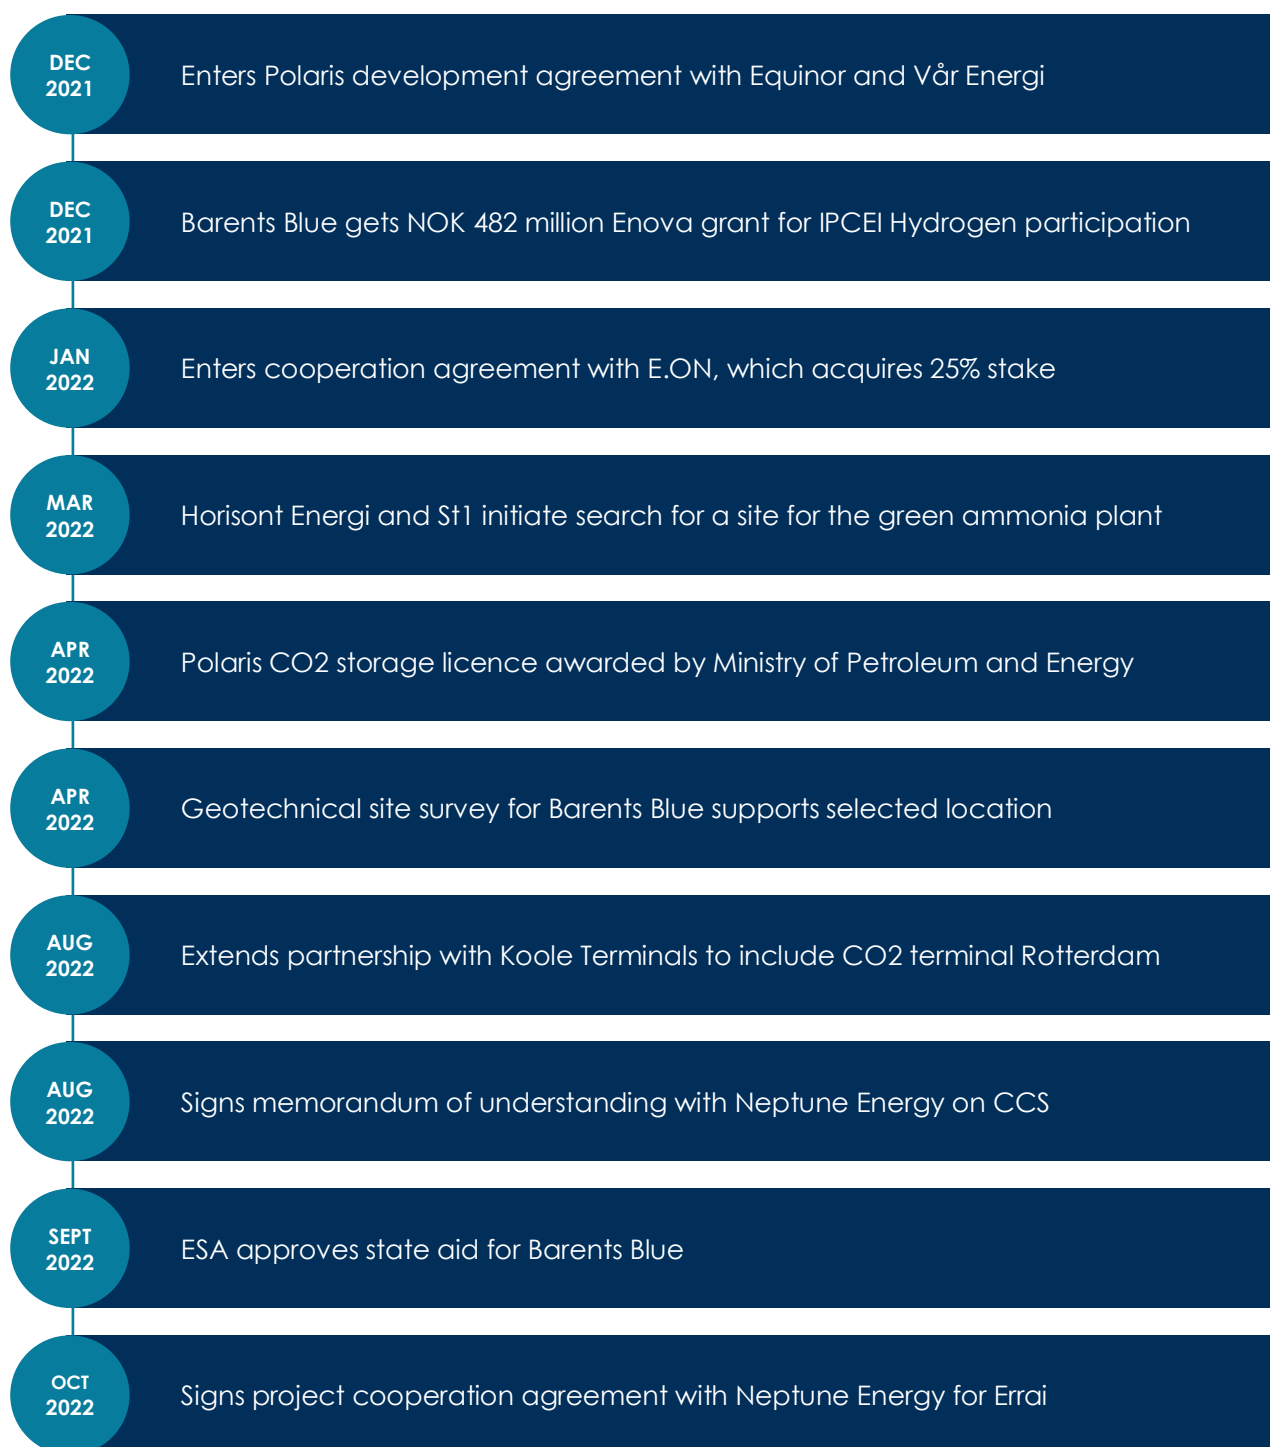 DEC
2021
Enters Polaris development agreement with Equinor and Vår Energi
DEC
2021
Barents Blue gets NOK 482 million Enova grant for IPCEI Hydrogen participation
JAN
2022
Enters cooperation agreement with E.ON, which acquires 25% stake
MAR
2022
Horisont Energi and St1 initiate search for a site for the green ammonia plant
APR
2022
Polaris CO2 storage licence awarded by Ministry of Petroleum and Energy
APR
2022
Geotechnical site survey for Barents Blue supports selected location
AUG
2022
Extends partnership with Koole Terminals to include CO2 terminal Rotterdam
AUG
2022
Signs memorandum of understanding with Neptune Energy on CCS
SEPT
2022
ESA approves state aid for Barents Blue
OCT
2022
Signs project cooperation agreement with Neptune Energy for Errai